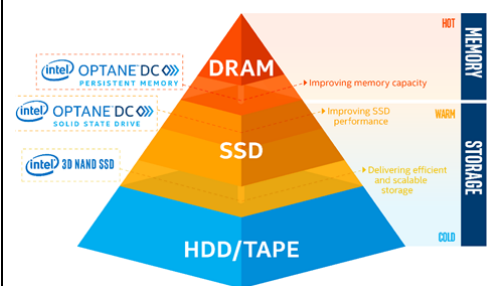 HOT
MEMORY
intel OPTANE DC
PERSISTENT MEMORY
DRAM
Improving memory capacity
intel OPTANE DC
SOLID STATE DRIVE
Improving SSD
performance
WARM
SSD
STORAGE
intel 3D NAND SSD
Delivering efficient
and scalable
storage
COLD
HDD/TAPE